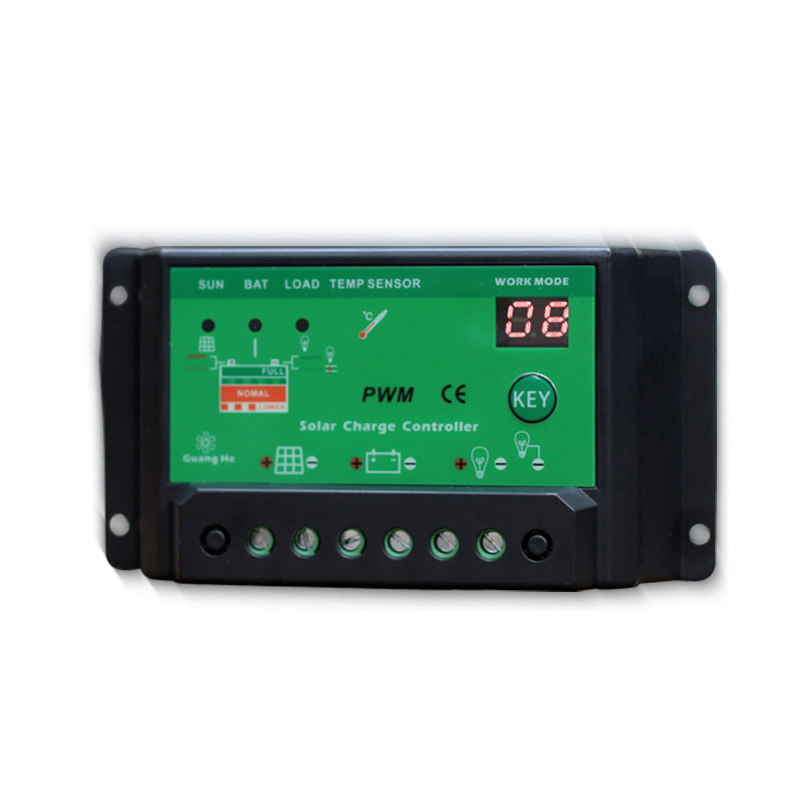 SUN BAT LOAD TEMP SENSOR WORK MODE
°C
08
FULL
NOMAL
LOWER
PWM CE
KEY
Solar Charge Controller
Guang He
+ - + - + - -